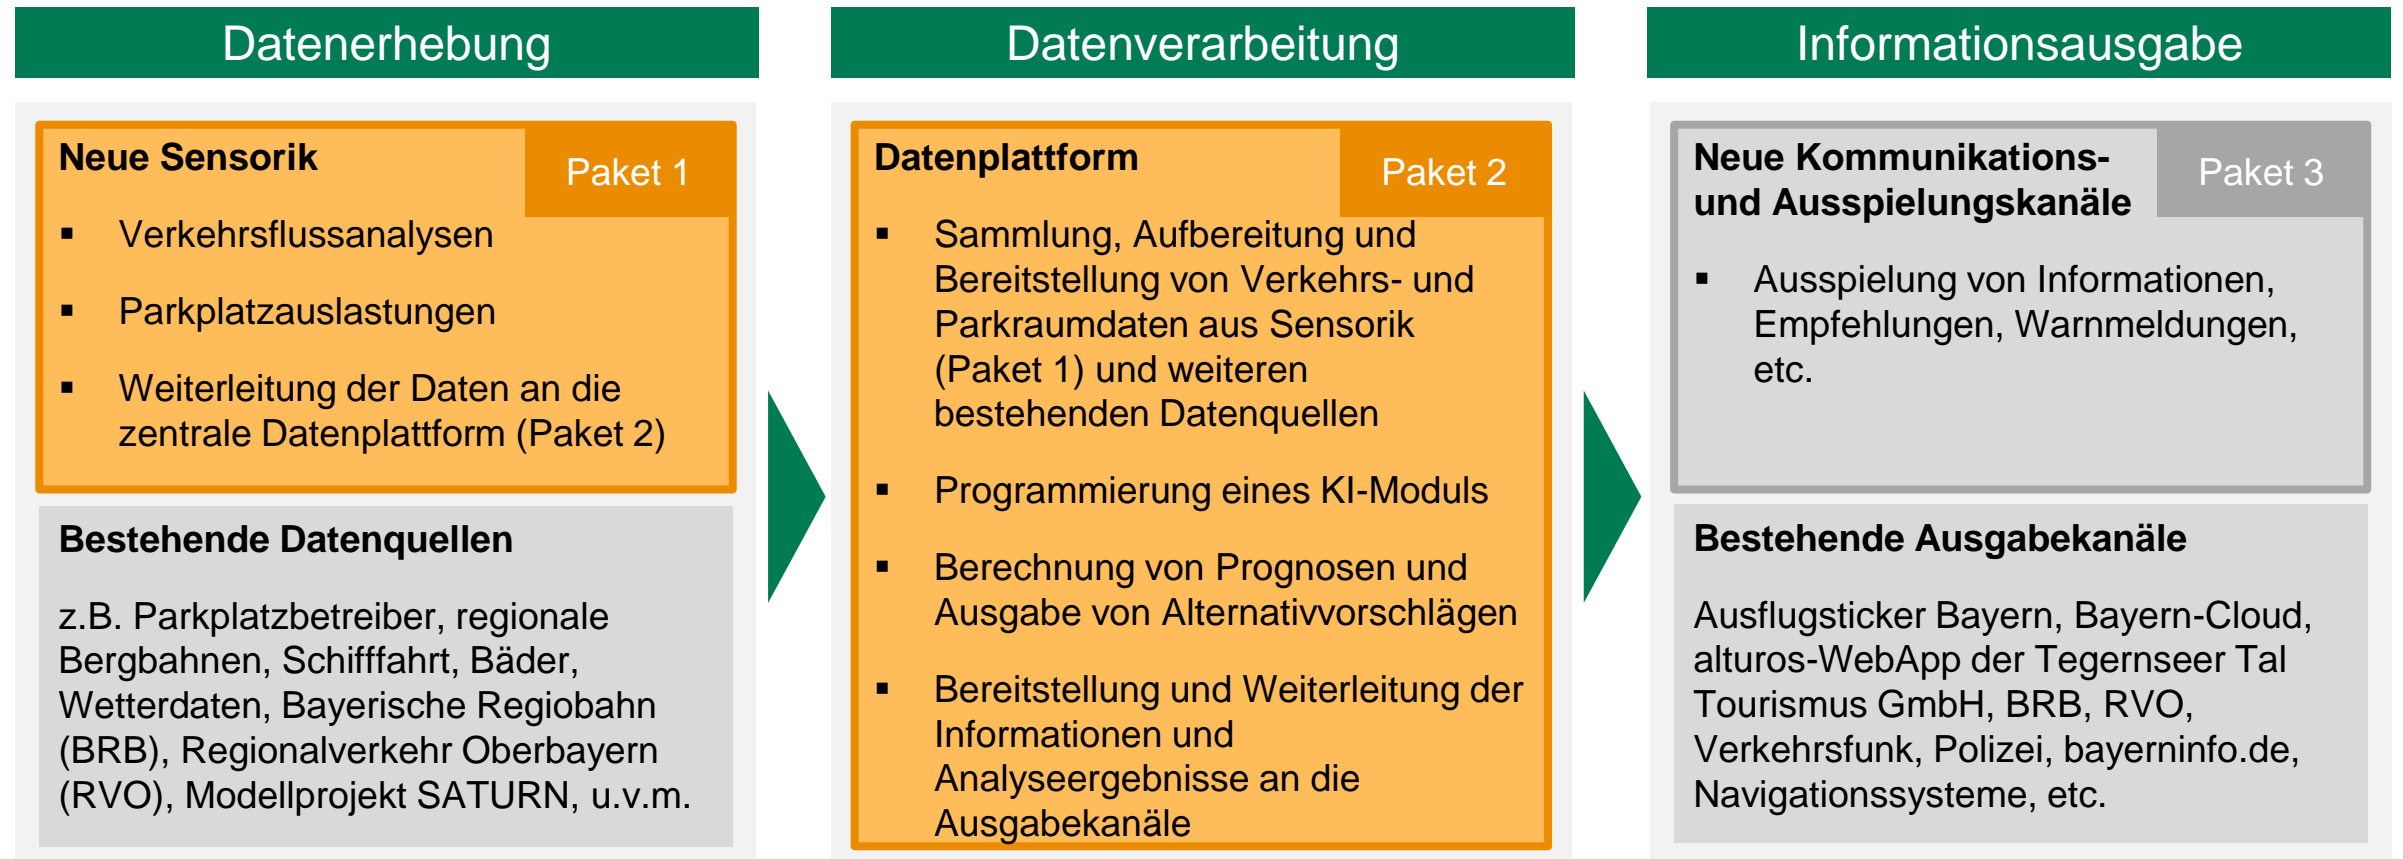 Datenerhebung
Neue Sensorik
Paket 1
▪ Verkehrsflussanalysen
▪ Parkplatzauslastungen
▪ Weiterleitung der Daten an die
zentrale Datenplattform (Paket 2)
Bestehende Datenquellen
z.B. Parkplatzbetreiber, regionale
Bergbahnen, Schifffahrt, Bäder,
Wetterdaten, Bayerische Regiobahn
(BRB), Regionalverkehr Oberbayern
(RVO), Modellprojekt SATURN, u.v.m.
Datenverarbeitung
Datenplattform
Paket 2
▪ Sammlung, Aufbereitung und
Bereitstellung von Verkehrs- und
Parkraumdaten aus Sensorik
(Paket 1) und weiteren
bestehenden Datenquellen
▪ Programmierung eines KI-Moduls
▪ Berechnung von Prognosen und
Ausgabe von Alternativvorschlägen
▪ Bereitstellung und Weiterleitung der
Informationen und
Analyseergebnisse an die
Ausgabekanäle
Informationsausgabe
Neue Kommunikations-
und Ausspielungskanäle
Paket 3
▪ Ausspielung von Informationen,
Empfehlungen, Warnmeldungen,
etc.
Bestehende Ausgabekanäle
Ausflugsticker Bayern, Bayern-Cloud,
alturos-WebApp der Tegernseer Tal
Tourismus GmbH, BRB, RVO,
Verkehrsfunk, Polizei, bayerninfo.de,
Navigationssysteme, etc.